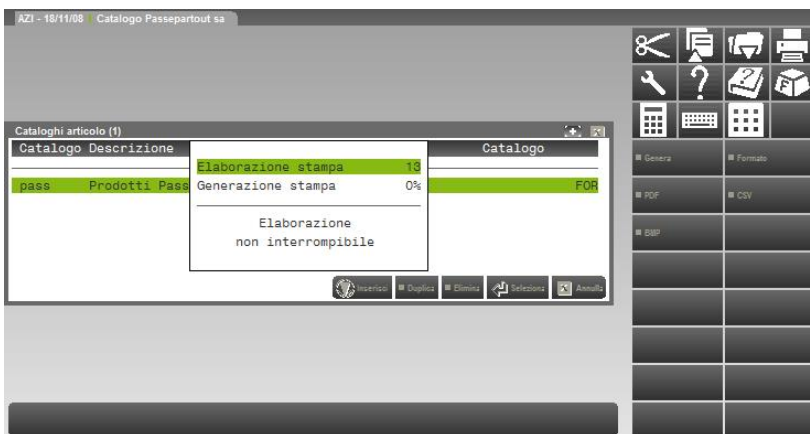 AZI - 18/11/08 Catalogo Passepartout sa
Cataloghi articolo (1)
Catalogo Descrizione Catalogo
Elaborazione stampa 13
pass Prodotti Pass Generazione stampa 0% FOR
Elaborazione
non interrompibile
Inserisci Duplica Elimina Seleziona Annulla
Genera Formato
PDF CSV
BMP